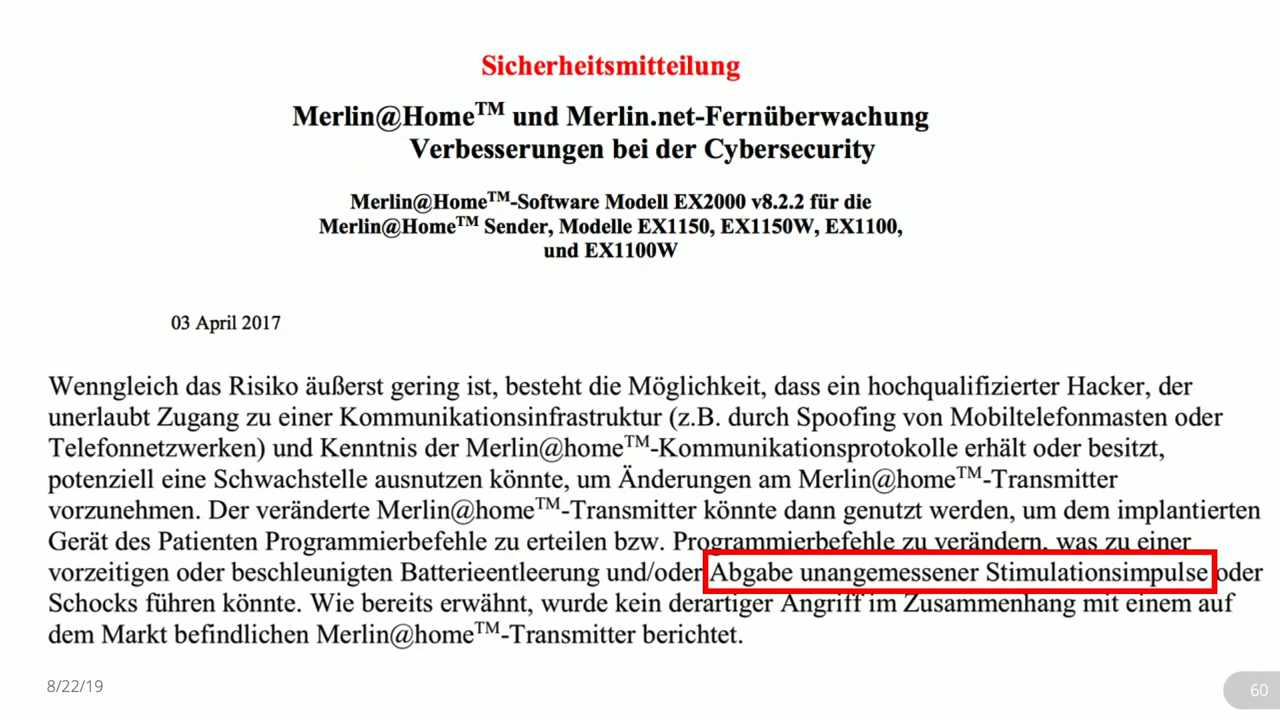 Sicherheitsmitteilung
Merlin@Home™ und Merlin.net-Fernüberwachung
Verbesserungen bei der Cybersecurity
Merlin@Home™-Software Modell EX2000 v8.2.2 für die
Merlin@Home™ Sender, Modelle EX1150, EX1150W, EX1100,
und EX1100W
03 April 2017
Wenngleich das Risiko äußerst gering ist, besteht die Möglichkeit, dass ein hochqualifizierter Hacker, der
unerlaubt Zugang zu einer Kommunikationsinfrastruktur (z.B. durch Spoofing von Mobiltelefonmasten oder
Telefonnetzwerken) und Kenntnis der Merlin@home™-Kommunikationsprotokolle erhält oder besitzt,
potenziell eine Schwachstelle ausnutzen könnte, um Änderungen am Merlin@home™-Transmitter
vorzunehmen. Der veränderte Merlin@home™-Transmitter könnte dann genutzt werden, um dem implantierten
Gerät des Patienten Programmierbefehle zu erteilen bzw. Programmierbefehle zu verändern, was zu einer
vorzeitigen oder beschleunigten Batterieentleerung und/oder Abgabe unangemessener Stimulationsimpulse oder
Schocks führen könnte. Wie bereits erwähnt, wurde kein derartiger Angriff im Zusammenhang mit einem auf
dem Markt befindlichen Merlin@home™-Transmitter berichtet.
8/22/19
60